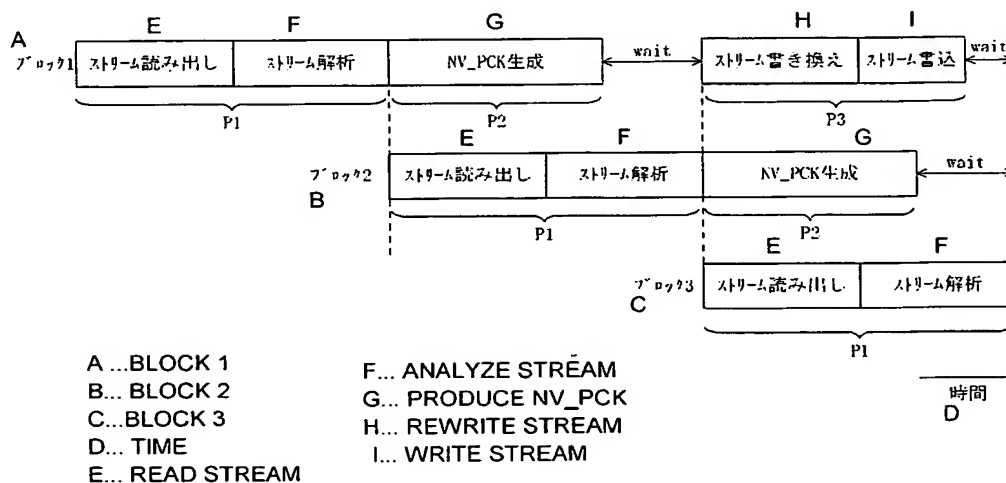 E F G H I
A ブロック1 ストリーム読み出し ストリーム解析 NV_PCK生成 wait ストリーム書き換え ストリーム書込 wait
P1 P2 P3
E F G
ブロック2 ストリーム読み出し ストリーム解析 NV_PCK生成 wait
B
P1 P2
E F
ブロック3 ストリーム読み出し ストリーム解析
C
P1
時間
D
A ...BLOCK 1
B... BLOCK 2
C...BLOCK 3
D... TIME
E... READ STREAM
F... ANALYZE STREAM
G... PRODUCE NV_PCK
H... REWRITE STREAM
I... WRITE STREAM